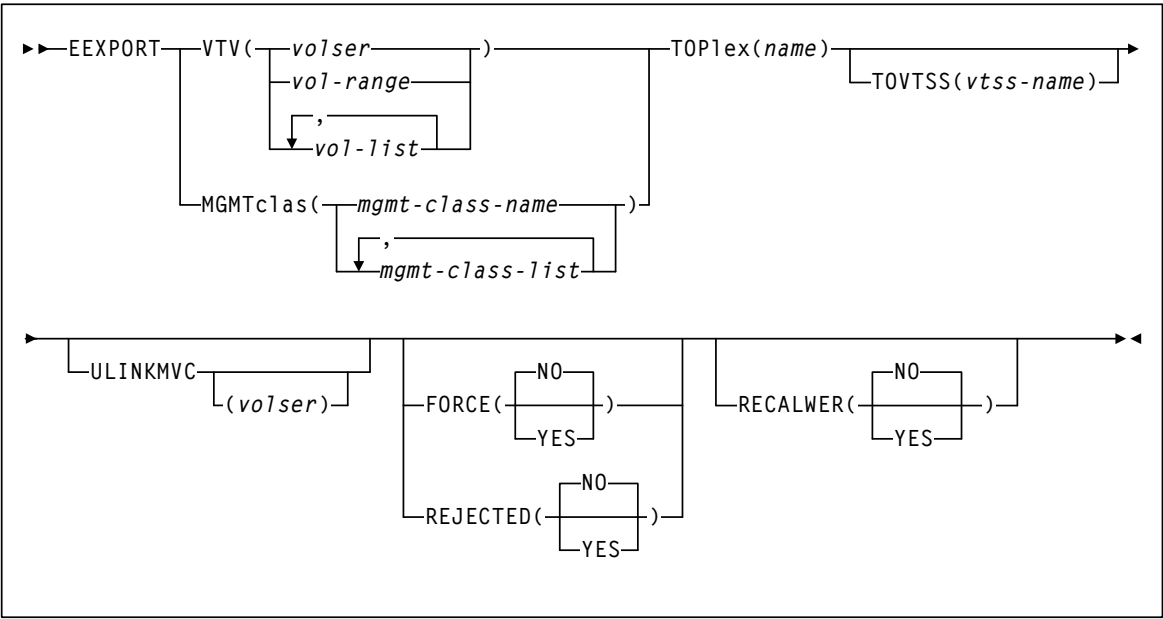 EEXPORT VTV( volser ) TOPlex(name)
vol-range TOVTSS(vtss-name)
,
vol-list
MGMTclas( mgmt-class-name )
,
mgmt-class-list
ULINKMVC NO NO
(volser) FORCE( ) RECALWER( )
YES YES
NO
REJECTED( )
YES